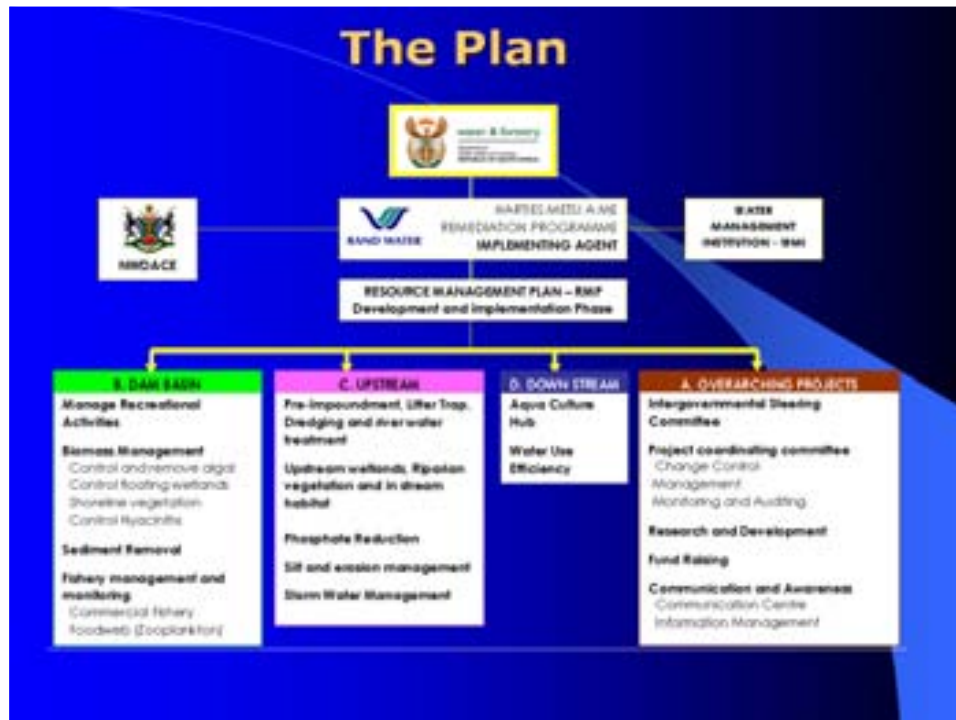 The Plan
water & forestry
REPUBLIC OF SOUTH AFRICA
NWDACE
RAND WATER
HARTIES METSI A ME
REMEDIATION PROGRAMME
IMPLEMENTING AGENT
WATER
MANAGEMENT
INSTITUTION - WMI
RESOURCE MANAGEMENT PLAN – RMP
Development and Implementation Phase
B. DAM BASIN
Manage Recreational
Activities
Biomass Management
Control and remove algal
Control floating wetlands
Shoreline vegetation
Control Hyacinths
Sediment Removal
Fishery management and
monitoring
Commercial fishery
Foodweb (Zooplankton)
C. UPSTREAM
Pre-impoundment, Litter Trap,
Dredging and river water
treatment
Upstream wetlands, Riparian
vegetation and in stream
habitat
Phosphate Reduction
Silt and erosion management
Storm Water Management
D. DOWN STREAM
Aqua Culture
Hub
Water Use
Efficiency
A. OVERARCHING PROJECTS
Intergovernmental Steering
Committee
Project coordinating committee
Change Control
Management
Monitoring and Auditing
Research and Development
Fund Raising
Communication and Awareness
Communication Centre
Information Management